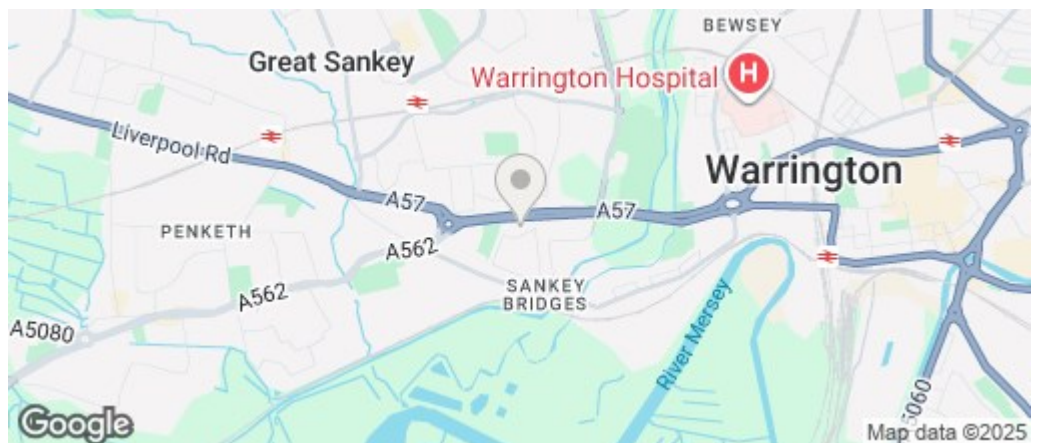 BEWSEY
Great Sankey
Warrington Hospital
H
Liverpool Rd
Warrington
A57
A57
PENKETH
A562
SANKEY
BRIDGES
A562
River Mersey
A5080
5060
Google
Map data ©2025